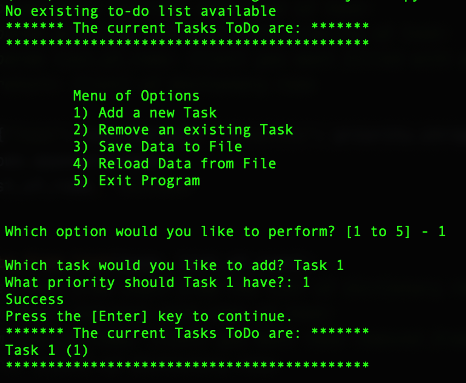 No existing to-do list available
******* The current Tasks ToDo are: *******
*******************************************
Menu of Options
1) Add a new Task
2) Remove an existing Task
3) Save Data to File
4) Reload Data from File
5) Exit Program
Which option would you like to perform? [1 to 5] - 1
Which task would you like to add? Task 1
What priority should Task 1 have?: 1
Success
Press the [Enter] key to continue.
******* The current Tasks ToDo are: *******
Task 1 (1)
*******************************************